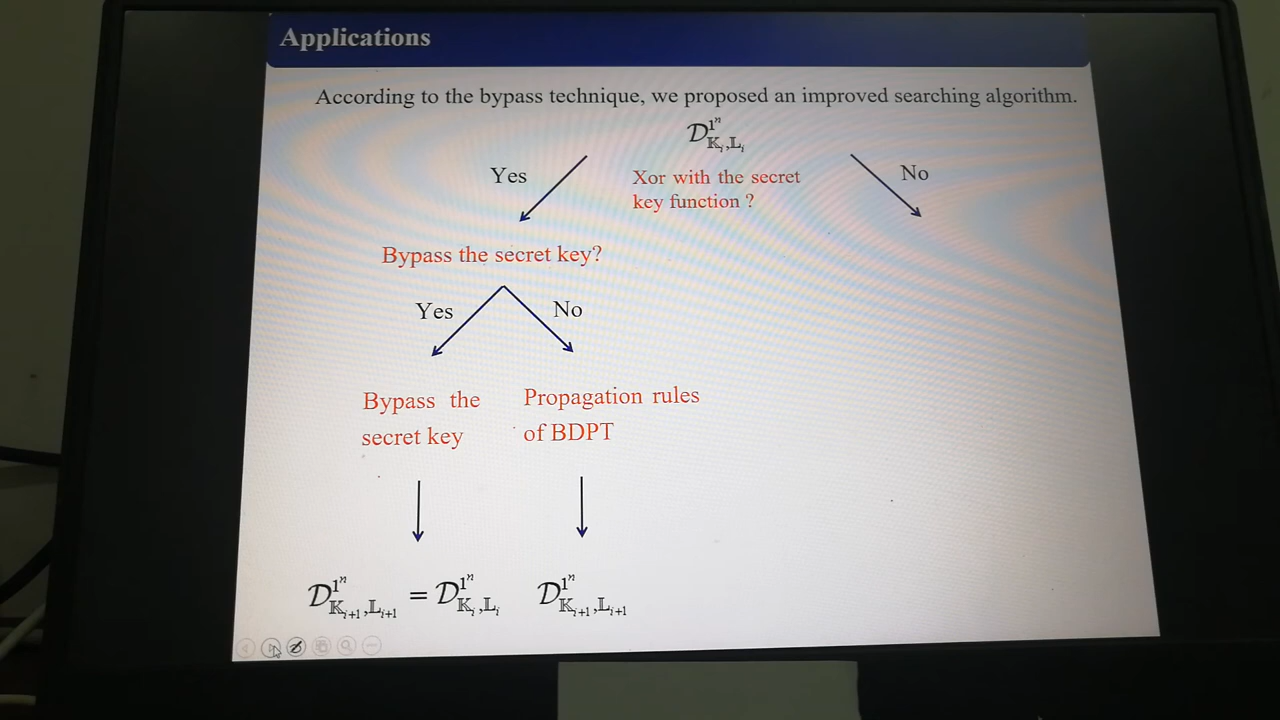 Applications
According to the bypass technique, we proposed an improved searching algorithm.
𝒟^{1^n}_{𝕂_i,𝕃_i}
Yes
Xor with the secret
key function ?
No
Bypass the secret key?
Yes
No
Bypass the
secret key
Propagation rules
of BDPT
𝒟^{1^n}_{𝕂_{i+1},𝕃_{i+1}} = 𝒟^{1^n}_{𝕂_i,𝕃_i}
𝒟^{1^n}_{𝕂_{i+1},𝕃_{i+1}}